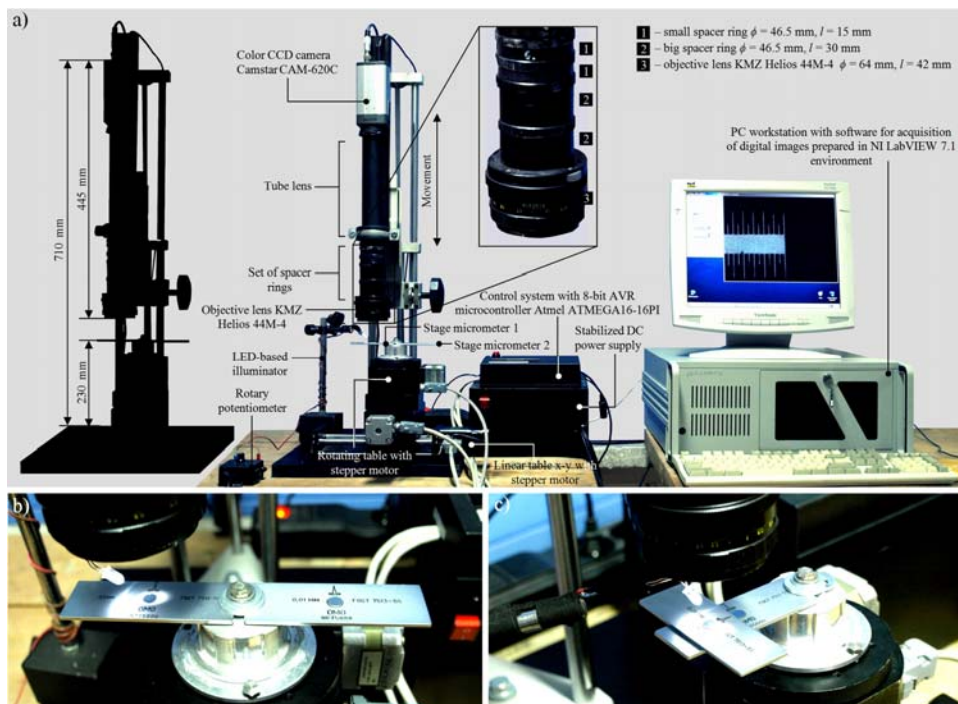 a)
1 – small spacer ring ϕ = 46.5 mm, l = 15 mm
2 – big spacer ring ϕ = 46.5 mm, l = 30 mm
3 – objective lens KMZ Helios 44M-4 ϕ = 64 mm, l = 42 mm
Color CCD camera
Camstar CAM-620C
1
1
2
2
3
PC workstation with software for acquisition
of digital images prepared in NI LabVIEW 7.1
environment
710 mm
445 mm
230 mm
Tube lens
Movement
Set of spacer
rings
Objective lens KMZ
Helios 44M-4
Control system with 8-bit AVR
microcontroller Atmel ATMEGA16-16PI
Stage micrometer 1
Stage micrometer 2
Stabilized DC
power supply
LED-based
illuminator
Rotary
potentiometer
Rotating table with
stepper motor
Linear table x-y with
stepper motor
b)
0,01 MM
c)